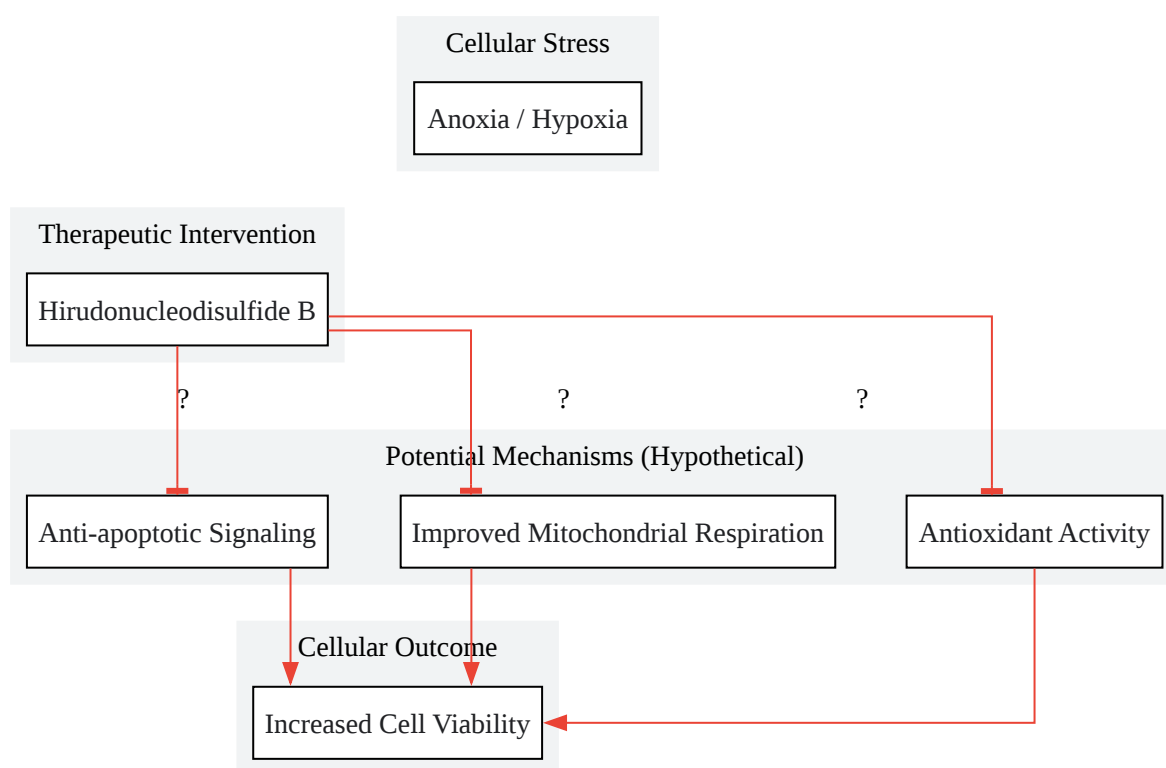 Cellular Stress
Anoxia / Hypoxia
Therapeutic Intervention
Hirudonucleodisulfide B
? ? ?
Potential Mechanisms (Hypothetical)
Anti-apoptotic Signaling
Improved Mitochondrial Respiration
Antioxidant Activity
Cellular Outcome
Increased Cell Viability